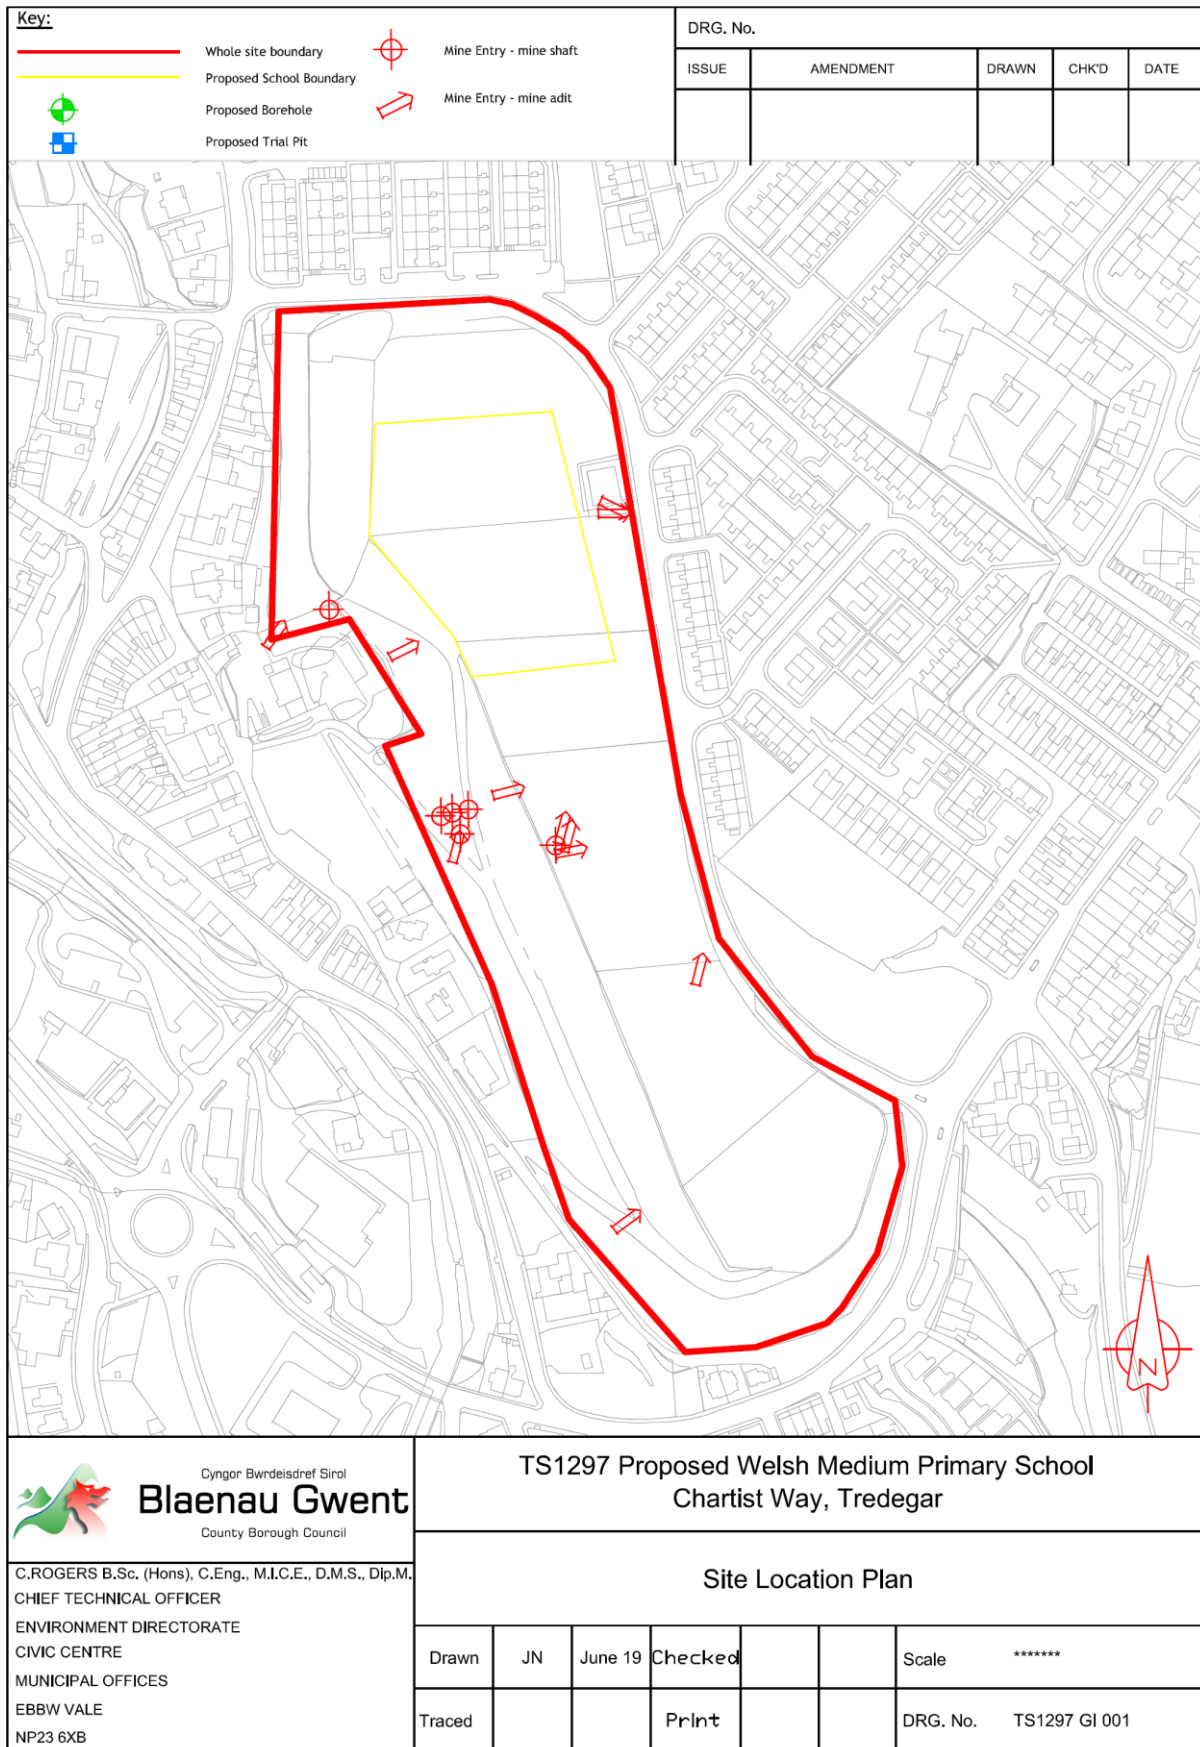 Key:
Whole site boundary
Proposed School Boundary
Proposed Borehole
Proposed Trial Pit
Mine Entry - mine shaft
Mine Entry - mine adit
DRG. No.
ISSUE AMENDMENT DRAWN CHK'D DATE
N
Cyngor Bwrdeisdref Sirol
Blaenau Gwent
County Borough Council
C.ROGERS B.Sc. (Hons), C.Eng., M.I.C.E., D.M.S., Dip.M.
CHIEF TECHNICAL OFFICER
ENVIRONMENT DIRECTORATE
CIVIC CENTRE
MUNICIPAL OFFICES
EBBW VALE
NP23 6XB
TS1297 Proposed Welsh Medium Primary School
Chartist Way, Tredegar
Site Location Plan
Drawn JN June 19 Checked Scale *******
Traced Print DRG. No. TS1297 GI 001